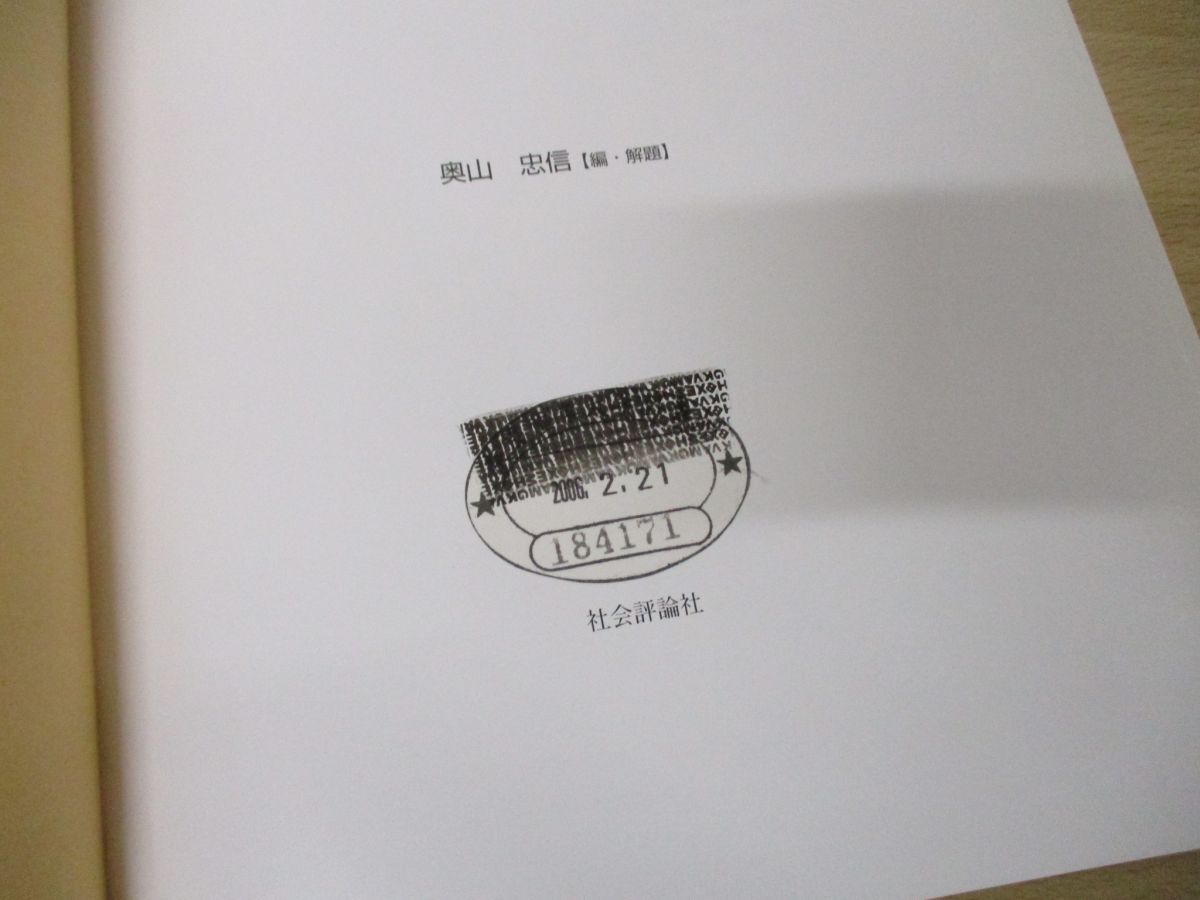 奥山 忠信【編・解題】
★ 2006. 2. 21 ★
184171
社会評論社